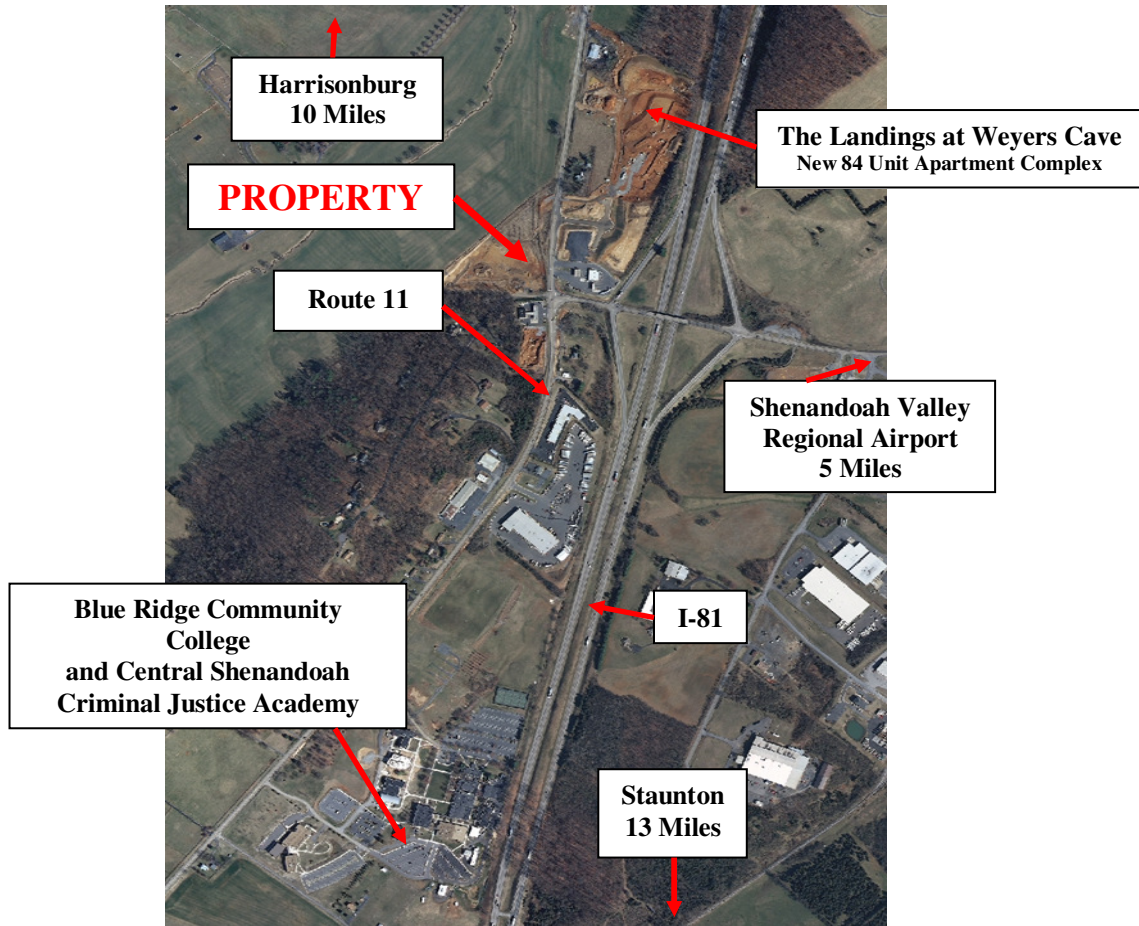 Harrisonburg
10 Miles
The Landings at Weyers Cave
New 84 Unit Apartment Complex
PROPERTY
Route 11
Shenandoah Valley
Regional Airport
5 Miles
Blue Ridge Community
College
and Central Shenandoah
Criminal Justice Academy
I-81
Staunton
13 Miles